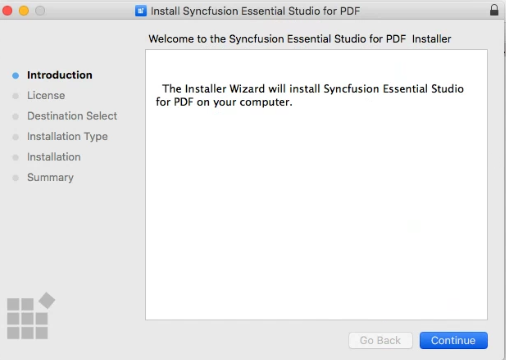 Install Syncfusion Essential Studio for PDF
Welcome to the Syncfusion Essential Studio for PDF Installer
Introduction
License
Destination Select
Installation Type
Installation
Summary
The Installer Wizard will install Syncfusion Essential Studio
for PDF on your computer.
Go Back
Continue